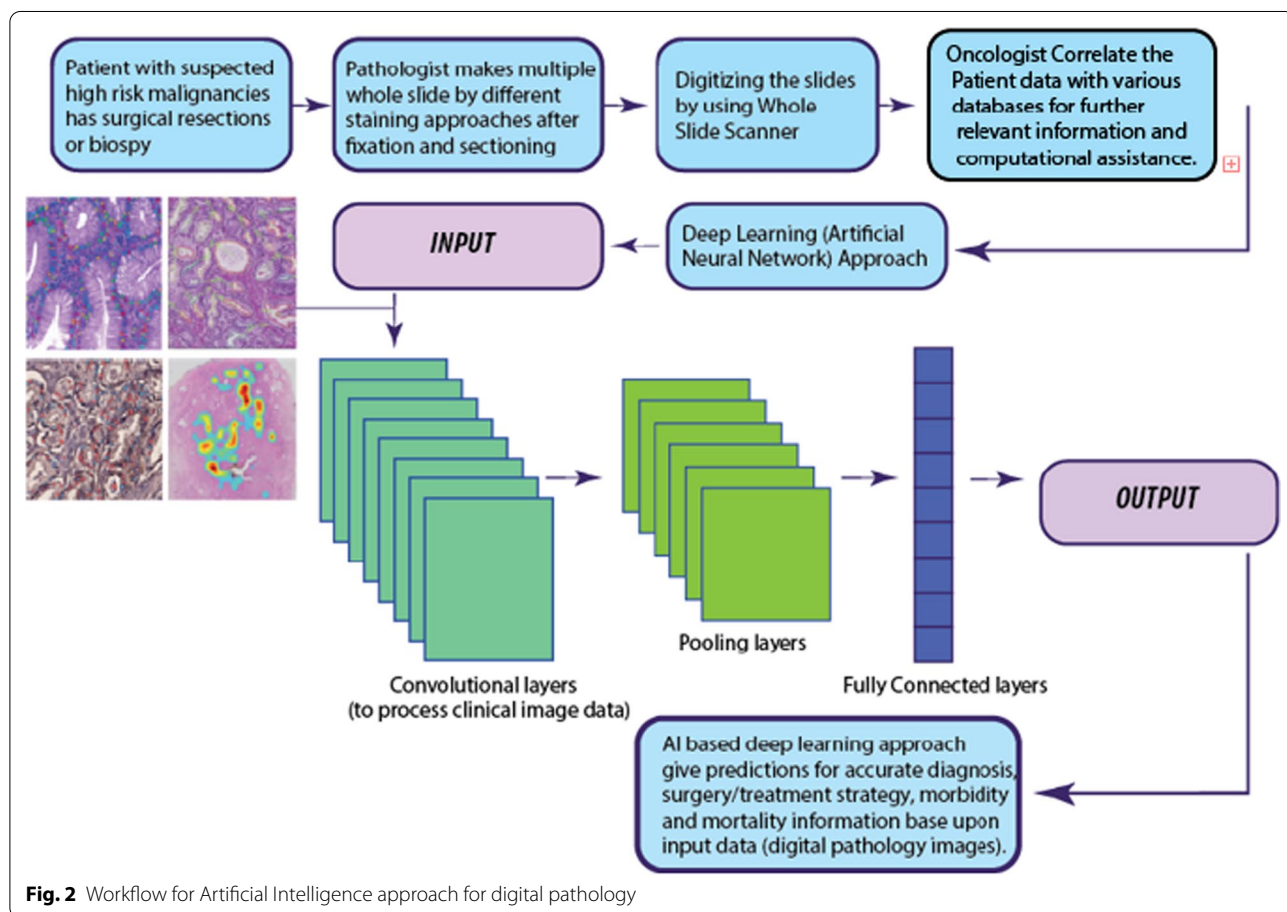 Patient with suspected
high risk malignancies
has surgical resections
or biospy
Pathologist makes multiple
whole slide by different
staining approaches after
fixation and sectioning
Digitizing the slides
by using Whole
Slide Scanner
Oncologist Correlate the
Patient data with various
databases for further
relevant information and
computational assistance.
Deep Learning (Artificial
Neural Network) Approach
INPUT
Convolutional layers
(to process clinical image data)
Pooling layers
Fully Connected layers
OUTPUT
AI based deep learning approach
give predictions for accurate diagnosis,
surgery/treatment strategy, morbidity
and mortality information base upon
input data (digital pathology images).
Fig. 2 Workflow for Artificial Intelligence approach for digital pathology